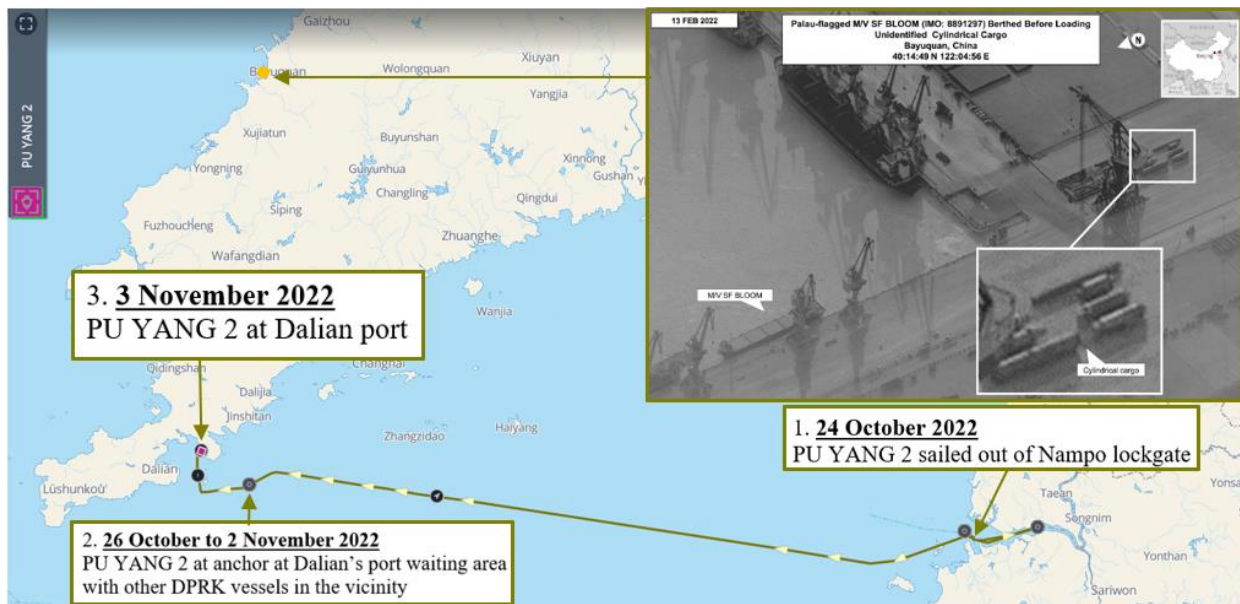 Gaizhou
Xiuyan
Bayuquan
Wolongquan
Yangjia
Xujiatun
Buyunshan
Xinnong
Yongning
Guiyunhua
Gushan
Changling
Qingdui
Siping
Fuzhoucheng
Zhuanghe
Wafangdian
PU YANG 2
13 FEB 2022
Palau-flagged M/V SF BLOOM (IMO: 8891297) Berthed Before Loading
Unidentified Cylindrical Cargo
Bayuquan, China
40:14:49 N 122:04:56 E
N
Beijing
M/V SF BLOOM
Cylindrical cargo
3. 3 November 2022
PU YANG 2 at Dalian port
Wanjia
Changhai
Qidingshan
Dalijia
Jinshitan
Zhangzidao
Haiyang
Dalian
Lüshunkou
1. 24 October 2022
PU YANG 2 sailed out of Nampo lockgate
Taean
Songnim
Yonthan
Sariwon
2. 26 October to 2 November 2022
PU YANG 2 at anchor at Dalian's port waiting area
with other DPRK vessels in the vicinity